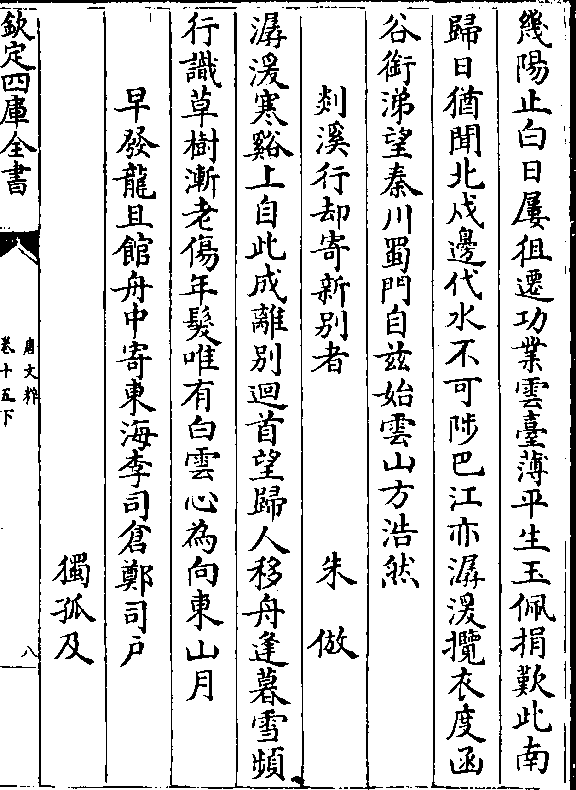 幾陽止白日屢徂遷功業雲臺薄平生玉佩捐歎此南
歸日猶聞北戍邊代水不可陟巴江亦潺湲攬衣度函
谷銜涕望秦川蜀門自兹始雲山方浩然
剡溪行却寄新别者　朱倣
潺湲寒谿上自此成離别迴首望歸人移舟逢暮雪頻
行識草樹漸老傷年髮唯有白雲心為向東山月
早發龍且館舟中寄東海李司倉鄭司户
獨孤及
欽定四庫全書
唐文粹
卷十五下
八